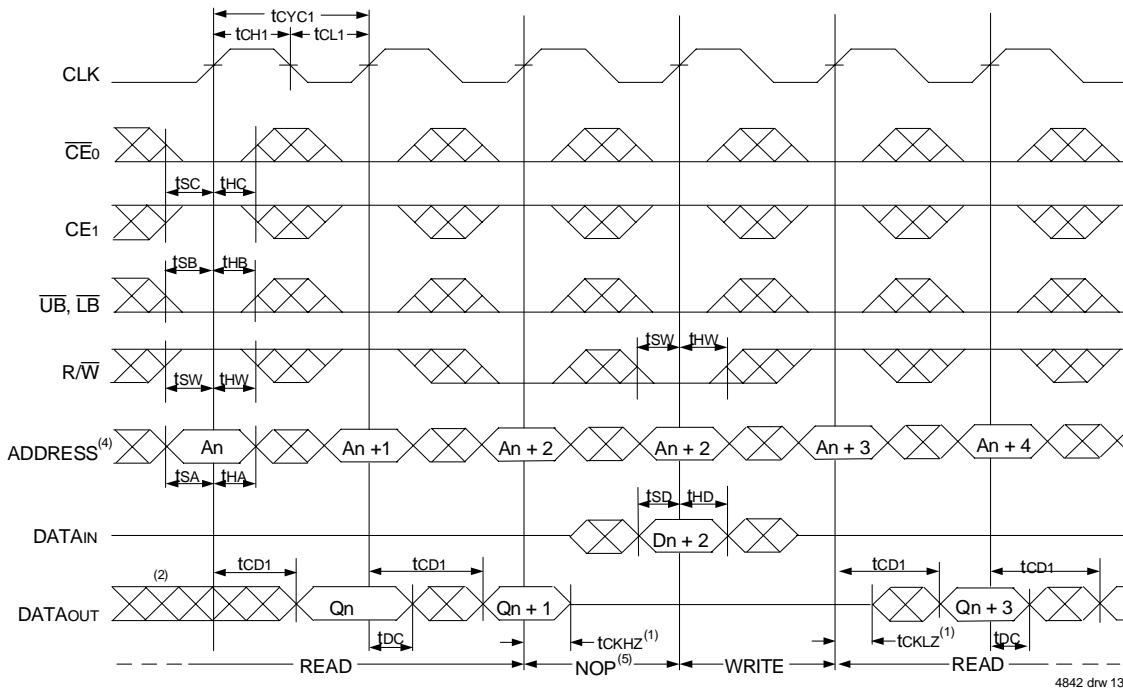 tCYC1
tCH1 tCL1
CLK
CE0
tSC tHC
CE1
tSB tHB
UB, LB
tSW tHW
R/W
tSW tHW
ADDRESS(4) An An +1 An + 2 An + 2 An + 3 An + 4
tSA tHA
tSD tHD
DATAIN Dn + 2
tCD1 tCD1 tCD1 tCD1
(2)
DATAOUT Qn Qn + 1 Qn + 3
tDC tCKHZ(1) tCKLZ(1) tDC
READ NOP(5) WRITE READ
4842 drw 13